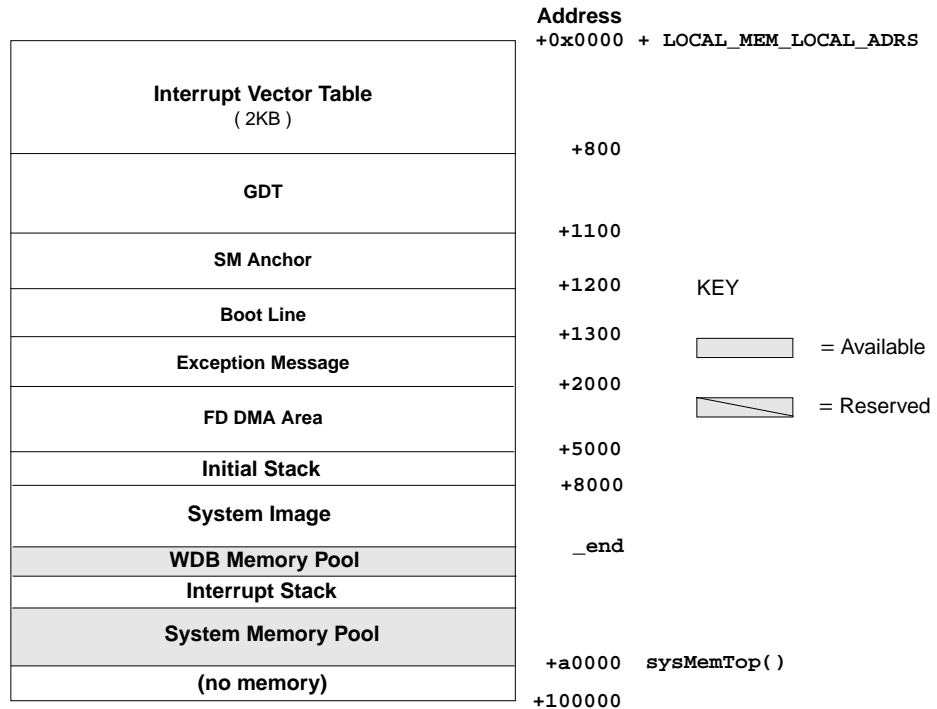 Address
+0x0000 + LOCAL_MEM_LOCAL_ADRS
Interrupt Vector Table
( 2KB )
+800
GDT
+1100
SM Anchor
+1200
KEY
Boot Line
+1300
= Available
Exception Message
+2000
= Reserved
FD DMA Area
+5000
Initial Stack
+8000
System Image
_end
WDB Memory Pool
Interrupt Stack
System Memory Pool
+a0000 sysMemTop()
(no memory)
+100000